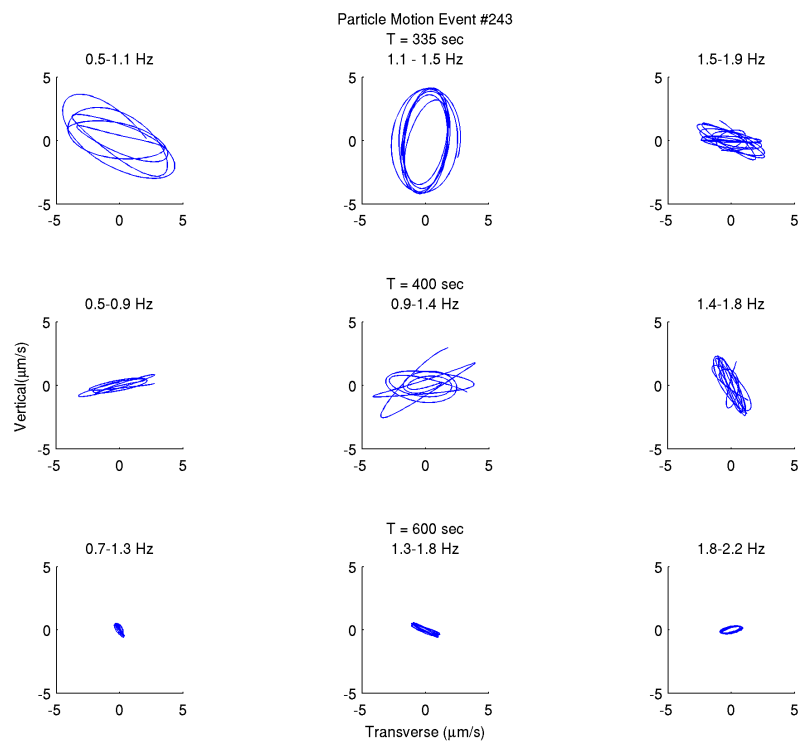 Particle Motion Event #243
T = 335 sec
0.5-1.1 Hz
1.1 - 1.5 Hz
1.5-1.9 Hz
5
0
-5
-5 0 5
5
0
-5
-5 0 5
5
0
-5
-5 0 5
T = 400 sec
0.5-0.9 Hz
0.9-1.4 Hz
1.4-1.8 Hz
Vertical(μm/s)
5
0
-5
-5 0 5
5
0
-5
-5 0 5
5
0
-5
-5 0 5
T = 600 sec
0.7-1.3 Hz
1.3-1.8 Hz
1.8-2.2 Hz
5
0
-5
-5 0 5
5
0
-5
-5 0 5
5
0
-5
-5 0 5
Transverse (μm/s)